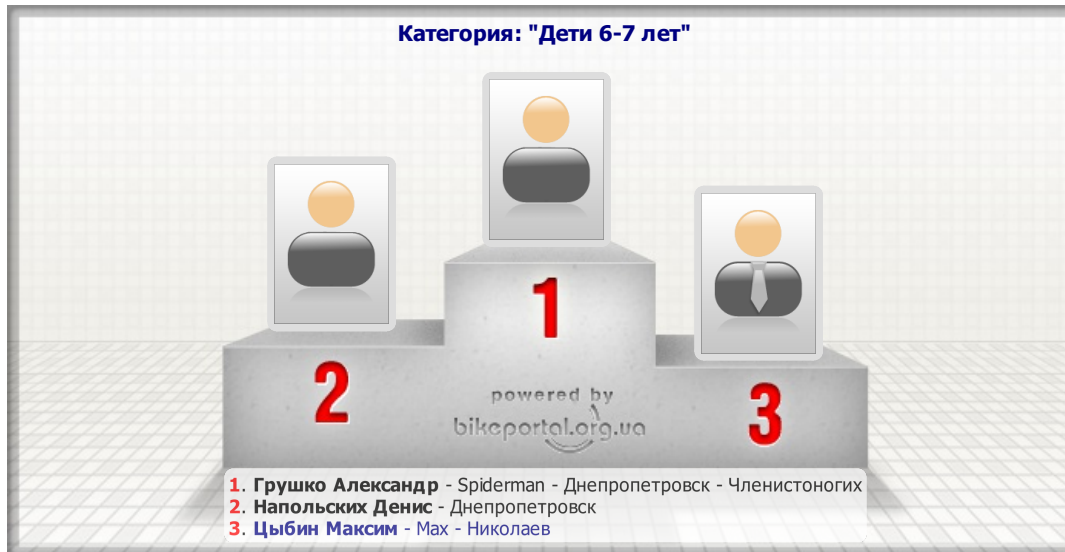 Категория: "Дети 6-7 лет"
1
2
3
powered by
bikeportal.org.ua
1. Грушко Александр - Spiderman - Днепропетровск - Членистоногих
2. Напольских Денис - Днепропетровск
3. Цыбин Максим - Max - Николаев